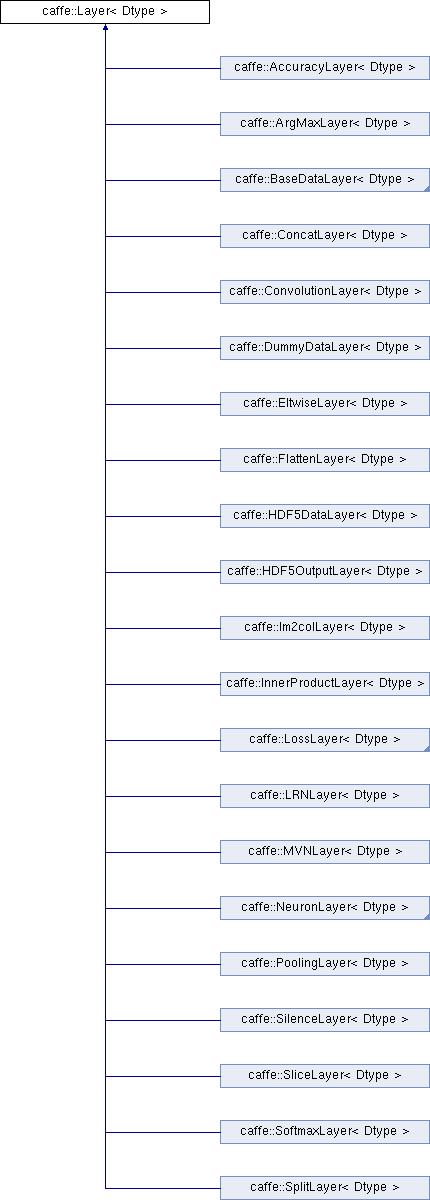 caffe::Layer< Dtype >
caffe::AccuracyLayer< Dtype >
caffe::ArgMaxLayer< Dtype >
caffe::BaseDataLayer< Dtype >
caffe::ConcatLayer< Dtype >
caffe::ConvolutionLayer< Dtype >
caffe::DummyDataLayer< Dtype >
caffe::EltwiseLayer< Dtype >
caffe::FlattenLayer< Dtype >
caffe::HDF5DataLayer< Dtype >
caffe::HDF5OutputLayer< Dtype >
caffe::Im2colLayer< Dtype >
caffe::InnerProductLayer< Dtype >
caffe::LossLayer< Dtype >
caffe::LRNLayer< Dtype >
caffe::MVNLayer< Dtype >
caffe::NeuronLayer< Dtype >
caffe::PoolingLayer< Dtype >
caffe::SilenceLayer< Dtype >
caffe::SliceLayer< Dtype >
caffe::SoftmaxLayer< Dtype >
caffe::SplitLayer< Dtype >